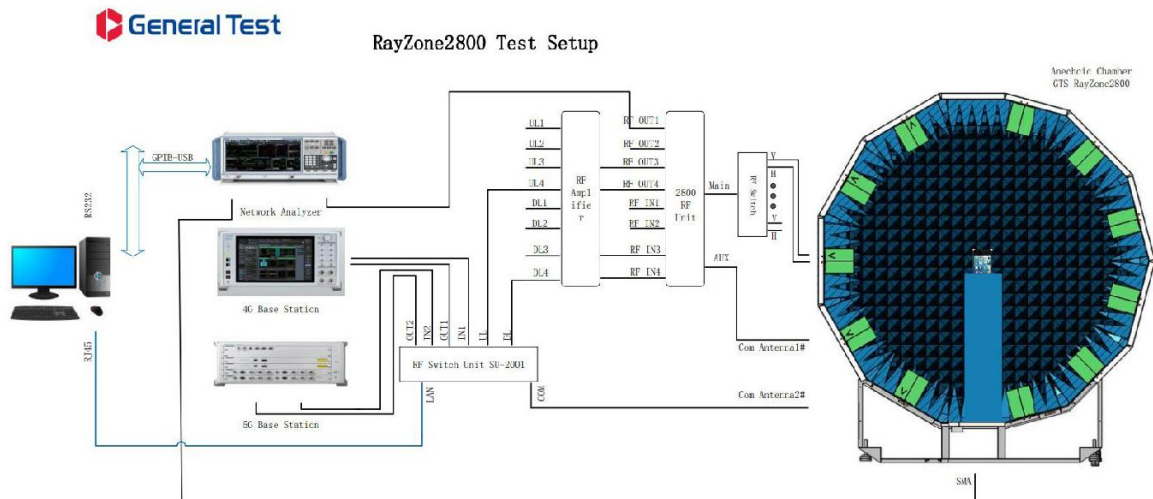 General Test
RayZone2800 Test Setup
Anechoic Chamber
GTS RayZone2800
GPIB-USB
RS232
Network Analyzer
4G Base Station
RJ45
5G Base Station
OUT2
IN2
OUT1
IN1
UL
DL
RF Switch Unit SU-2001
LAN
COM
UL1
UL2
UL3
UL4
DL1
DL2
DL3
DL4
RF
Ampl
ifie
r
RF OUT1
RF OUT2
RF OUT3
RF OUT4
RF IN1
RF IN2
RF IN3
RF IN4
2800
RF
Unit
Main
AUX
RF Switch
V
H
V
H
Com Antenna1#
Com Antenna2#
V
V
V
V
V
SMA